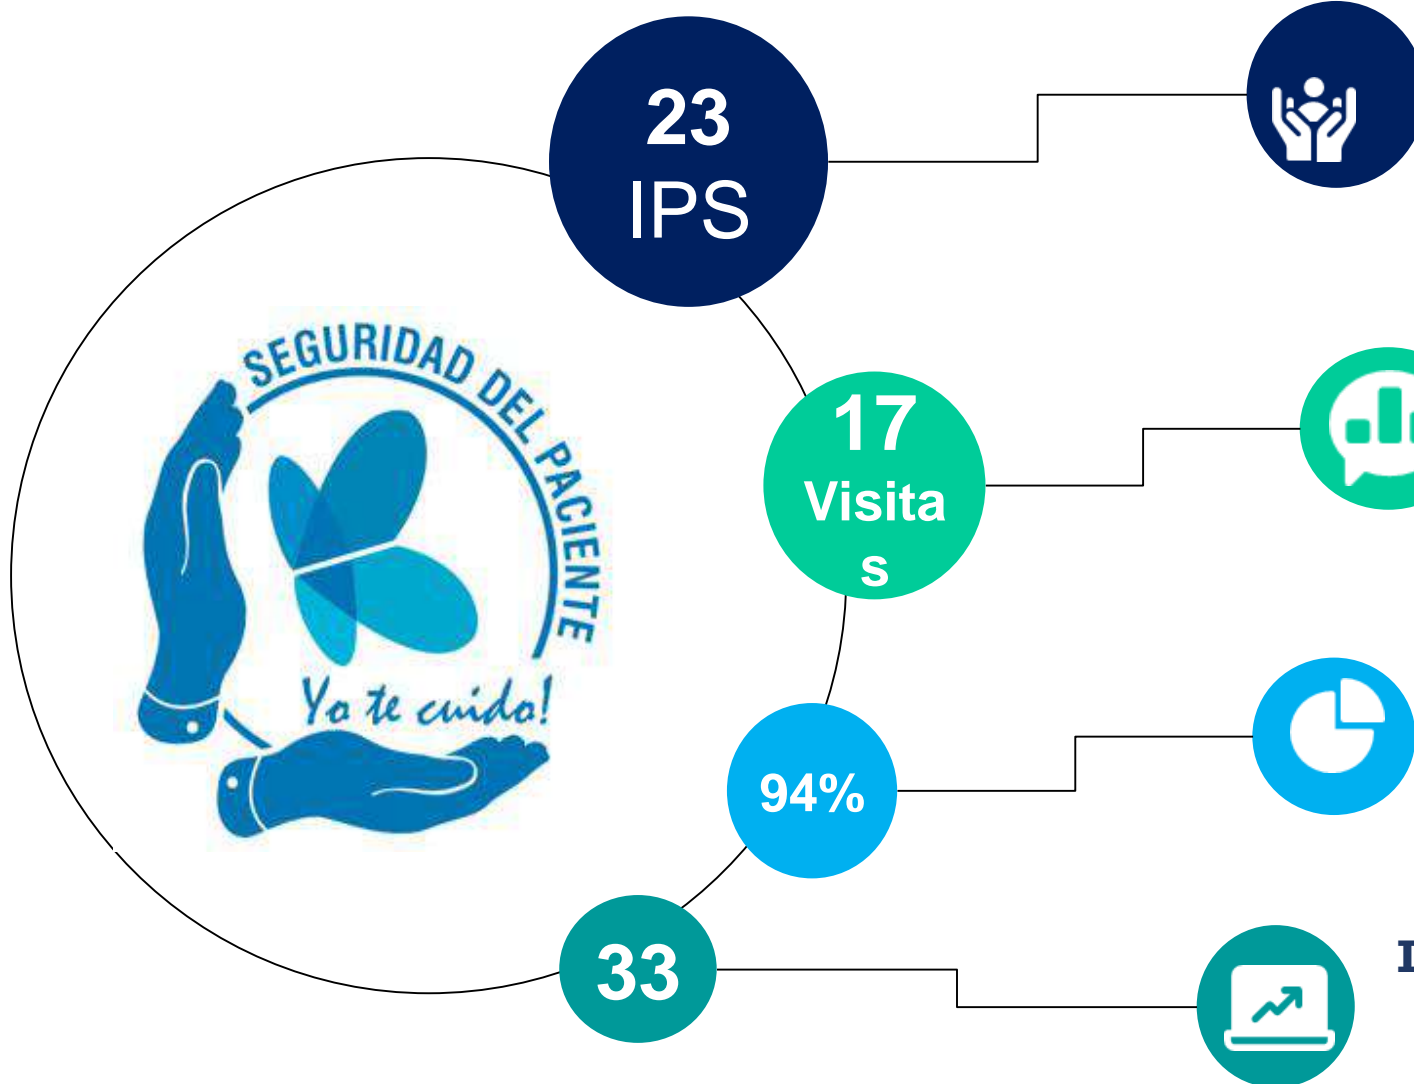 23
IPS
SEGURIDAD DEL PACIENTE
17
Visita
s
Yo te cuido!
94%
33
I